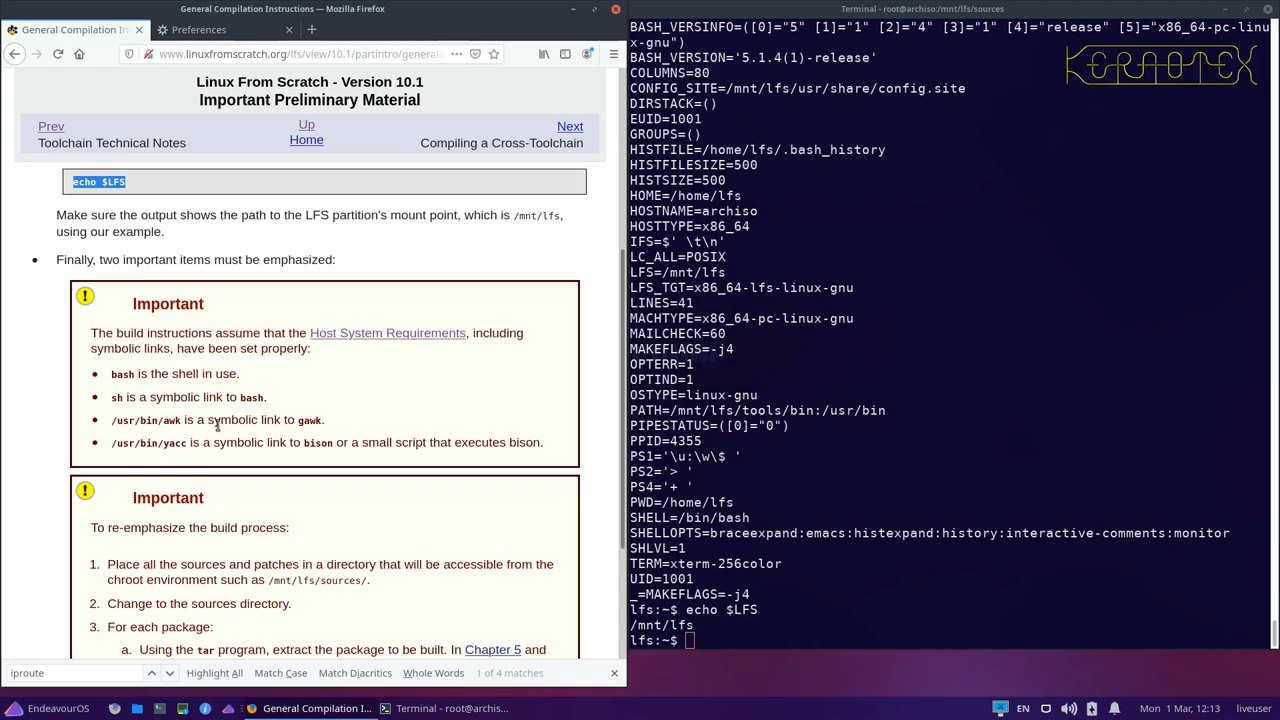 General Compilation Instructions — Mozilla Firefox
General Compilation Ins
Preferences
www.linuxfromscratch.org/lfs/view/10.1/partintro/general
Linux From Scratch - Version 10.1
Important Preliminary Material
Prev
Up
Next
Toolchain Technical Notes
Home
Compiling a Cross-Toolchain
echo $LFS
Make sure the output shows the path to the LFS partition's mount point, which is /mnt/lfs,
using our example.
Finally, two important items must be emphasized:
Important
The build instructions assume that the Host System Requirements, including
symbolic links, have been set properly:
• bash is the shell in use.
• sh is a symbolic link to bash.
• /usr/bin/awk is a symbolic link to gawk.
• /usr/bin/yacc is a symbolic link to bison or a small script that executes bison.
Important
To re-emphasize the build process:
1. Place all the sources and patches in a directory that will be accessible from the
chroot environment such as /mnt/lfs/sources/.
2. Change to the sources directory.
3. For each package:
a. Using the tar program, extract the package to be built. In Chapter 5 and
iproute
Highlight All
Match Case
Match Diacritics
Whole Words
1 of 4 matches
Terminal - root@archiso:/mnt/lfs/sources
BASH_VERSINFO=([0]="5" [1]="1" [2]="4" [3]="1" [4]="release" [5]="x86_64-pc-linu
x-gnu")
BASH_VERSION='5.1.4(1)-release'
COLUMNS=80
CONFIG_SITE=/mnt/lfs/usr/share/config.site
DIRSTACK=()
EUID=1001
GROUPS=()
HISTFILE=/home/lfs/.bash_history
HISTFILESIZE=500
HISTSIZE=500
HOME=/home/lfs
HOSTNAME=archiso
HOSTTYPE=x86_64
IFS=$' \t\n'
LC_ALL=POSIX
LFS=/mnt/lfs
LFS_TGT=x86_64-lfs-linux-gnu
LINES=41
MACHTYPE=x86_64-pc-linux-gnu
MAILCHECK=60
MAKEFLAGS=-j4
OPTERR=1
OPTIND=1
OSTYPE=linux-gnu
PATH=/mnt/lfs/tools/bin:/usr/bin
PIPESTATUS=([0]="0")
PPID=4355
PS1='\u:\w\$ '
PS2='> '
PS4='+ '
PWD=/home/lfs
SHELL=/bin/bash
SHELLOPTS=braceexpand:emacs:histexpand:history:interactive-comments:monitor
SHLVL=1
TERM=xterm-256color
UID=1001
_=MAKEFLAGS=-j4
lfs:~$ echo $LFS
/mnt/lfs
lfs:~$
EndeavourOS
General Compilation I...
Terminal - root@archis...
EN
Mon 1 Mar, 12:13
liveuser